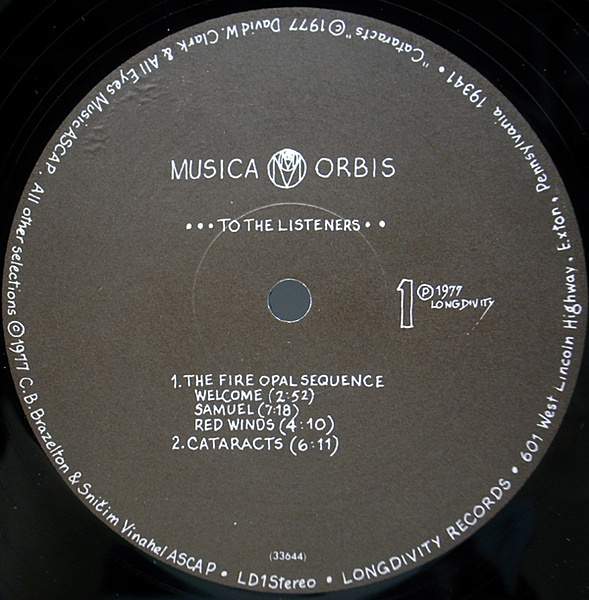 MUSICA ORBIS
•••TO THE LISTENERS••
1 Ⓟ1977
LONGDIVITY
1. THE FIRE OPAL SEQUENCE
WELCOME (2:52)
SAMUEL (7:18)
RED WINDS (4:10)
2. CATARACTS (6:11)
(33644)
"Cataracts" ©1977 David W. Clark & All Eyes Music ASCAP. All other selections ©1977 C.B. Brazelton & Sničim Vinahel ASCAP • LD1 Stereo • LONGDIVITY RECORDS • 601 West Lincoln Highway • Exton • Pennsylvania 19341 •